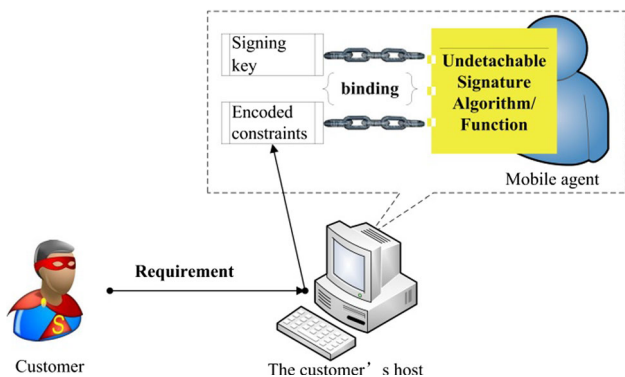 Signing
key
binding
Encoded
constraints
Undetachable
Signature
Algorithm/
Function
Mobile agent
Requirement
S
Customer
The customer’s host